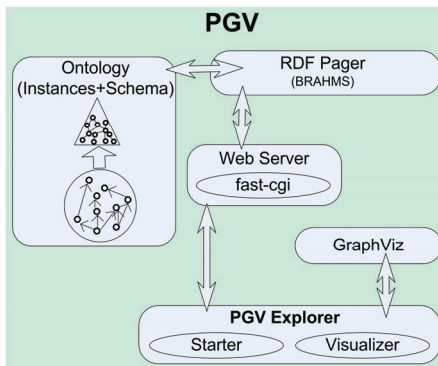 PGV
Ontology
(Instances+Schema)
RDF Pager
(BRAHMS)
Web Server
fast-cgi
GraphViz
PGV Explorer
Starter
Visualizer